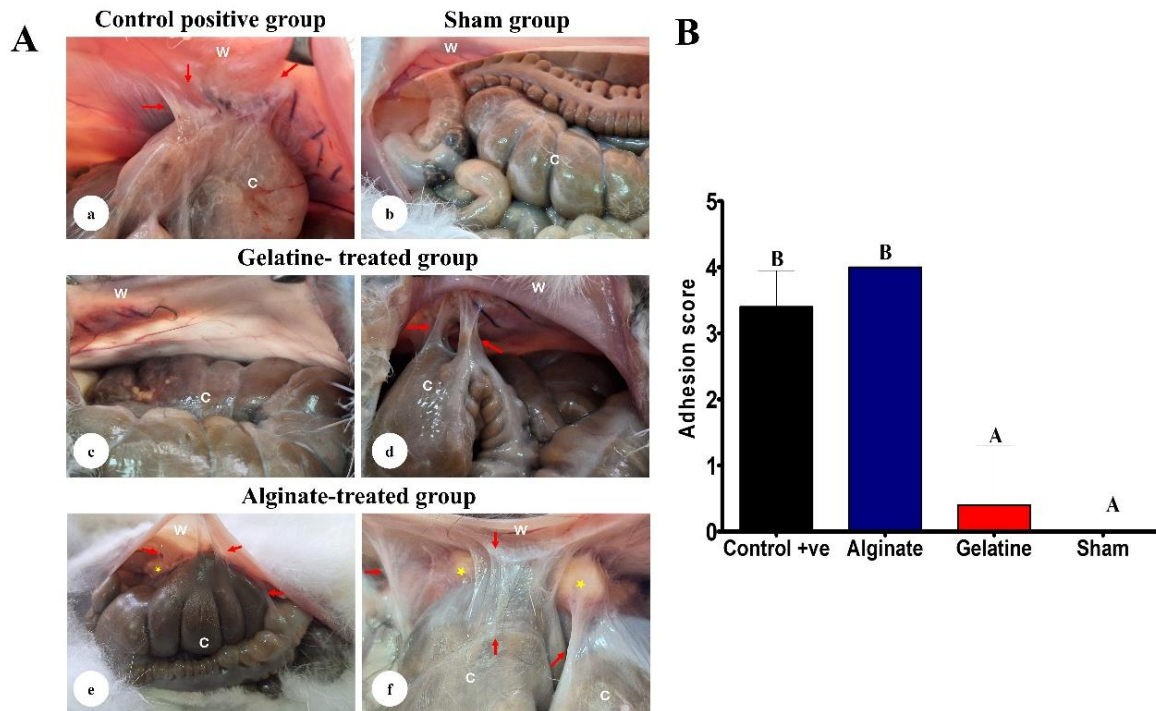 A
Control positive group
Sham group
W
C
a
W
C
b
Gelatine- treated group
W
C
c
W
C
d
Alginate-treated group
W
C
e
W
C
C
f
B
Adhesion score
5
4
3
2
1
0
B
B
A
A
Control +ve
Alginate
Gelatine
Sham